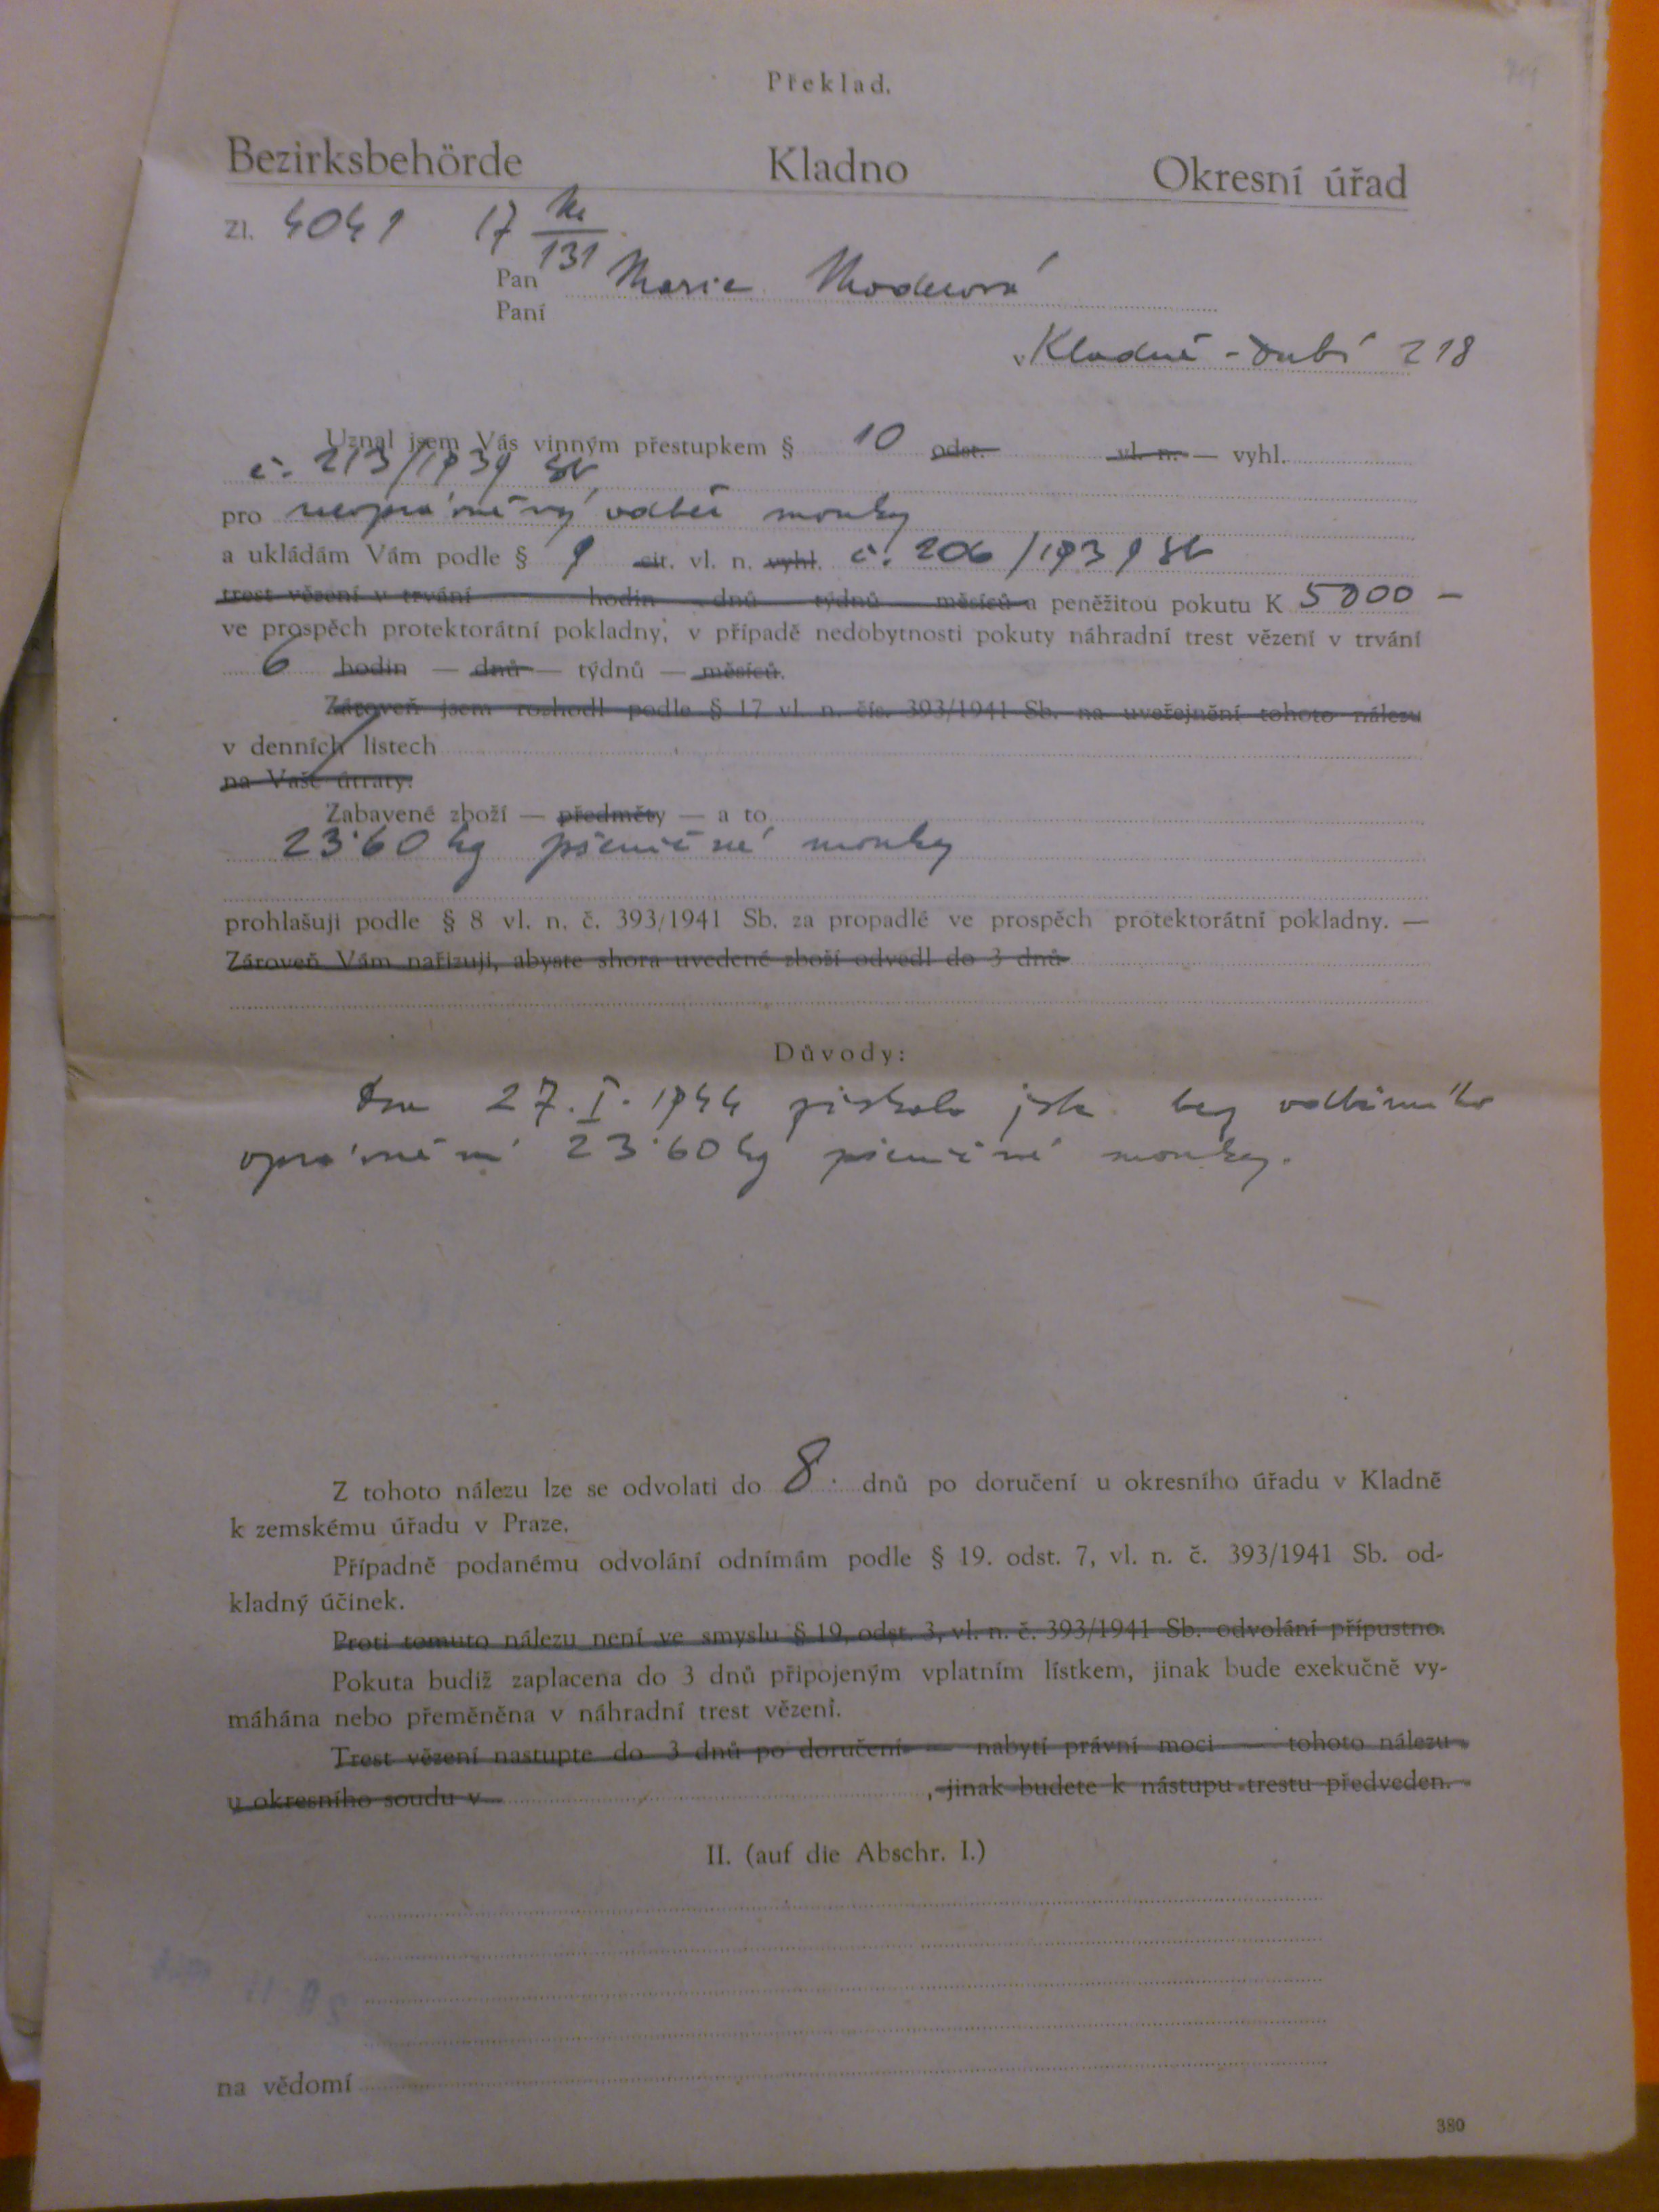 Překlad.
Bezirksbehörde Kladno Okresní úřad
Zl. 4041 17
131
Pan Marie
Paní
v Kladně - Dubí 218
Uznal jsem Vás vinným přestupkem § 10 odst. vl. n. — vyhl.
č. 213/1939 Sb.
pro neoprávněný odběr mouky
a ukládám Vám podle § 9 cit. vl. n. vyhl. č. 206/1939 Sb
trest vězení v trvání hodin — dnů — týdnů — měsíců a peněžitou pokutu K 5000 —
ve prospěch protektorátní pokladny, v případě nedobytnosti pokuty náhradní trest vězení v trvání
6 hodin — dnů — týdnů — měsíců.
Zároveň jsem rozhodl podle § 17 vl. n. čís. 393/1941 Sb. na uveřejnění tohoto nálezu
v denních listech
na Vaše útraty.
Zabavené zboží — předměty — a to
23·60 kg pšeničné mouky
prohlašuji podle § 8 vl. n. č. 393/1941 Sb. za propadlé ve prospěch protektorátní pokladny. —
Zároveň Vám nařizuji, abyste shora uvedené zboží odvedl do 3 dnů
Důvody:
Dne 27. I. 1944 získala jste bez odběrního
oprávnění 23·60 kg pšeničné mouky.
Z tohoto nálezu lze se odvolati do 8. dnů po doručení u okresního úřadu v Kladně
k zemskému úřadu v Praze.
Případně podanému odvolání odnímám podle § 19. odst. 7, vl. n. č. 393/1941 Sb. od-
kladný účinek.
Proti tomuto nálezu není ve smyslu § 19, odst. 3, vl. n. č. 393/1941 Sb. odvolání přípustno.
Pokuta budiž zaplacena do 3 dnů připojeným vplatním lístkem, jinak bude exekučně vy-
máhána nebo přeměněna v náhradní trest vězení.
Trest vězení nastupte do 3 dnů po doručení — nabytí právní moci — tohoto nálezu
u okresního soudu v , jinak budete k nástupu trestu předveden.
II. (auf die Abschr. I.)
na vědomí
380